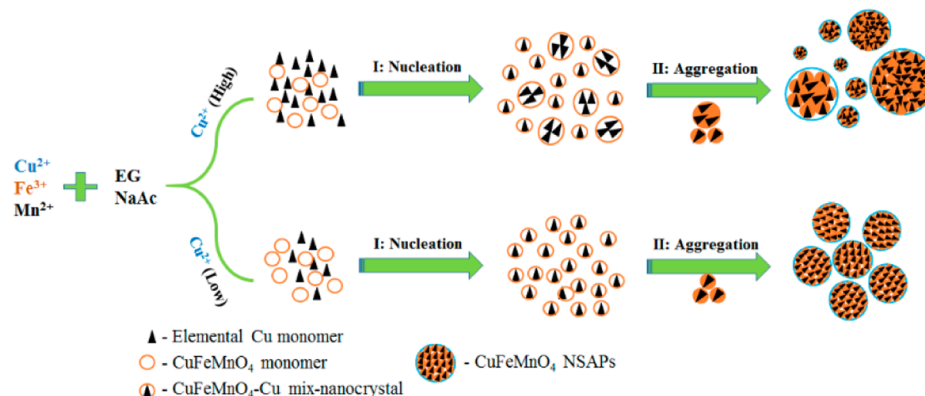 Cu²⁺ (High)
I: Nucleation
II: Aggregation
Cu²⁺
Fe³⁺
Mn²⁺
EG
NaAc
Cu²⁺ (Low)
I: Nucleation
II: Aggregation
- Elemental Cu monomer
- CuFeMnO₄ monomer
- CuFeMnO₄-Cu mix-nanocrystal
- CuFeMnO₄ NSAPs